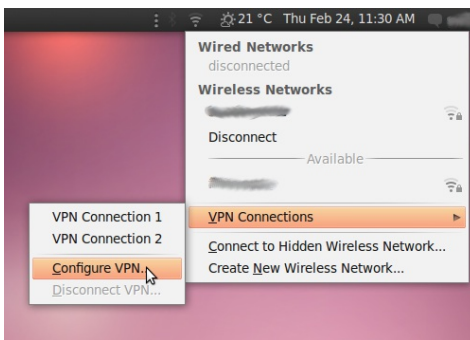 21 °C Thu Feb 24, 11:30 AM
Wired Networks
disconnected
Wireless Networks
Disconnect
Available
VPN Connections
Connect to Hidden Wireless Network...
Create New Wireless Network...
VPN Connection 1
VPN Connection 2
Configure VPN...
Disconnect VPN...